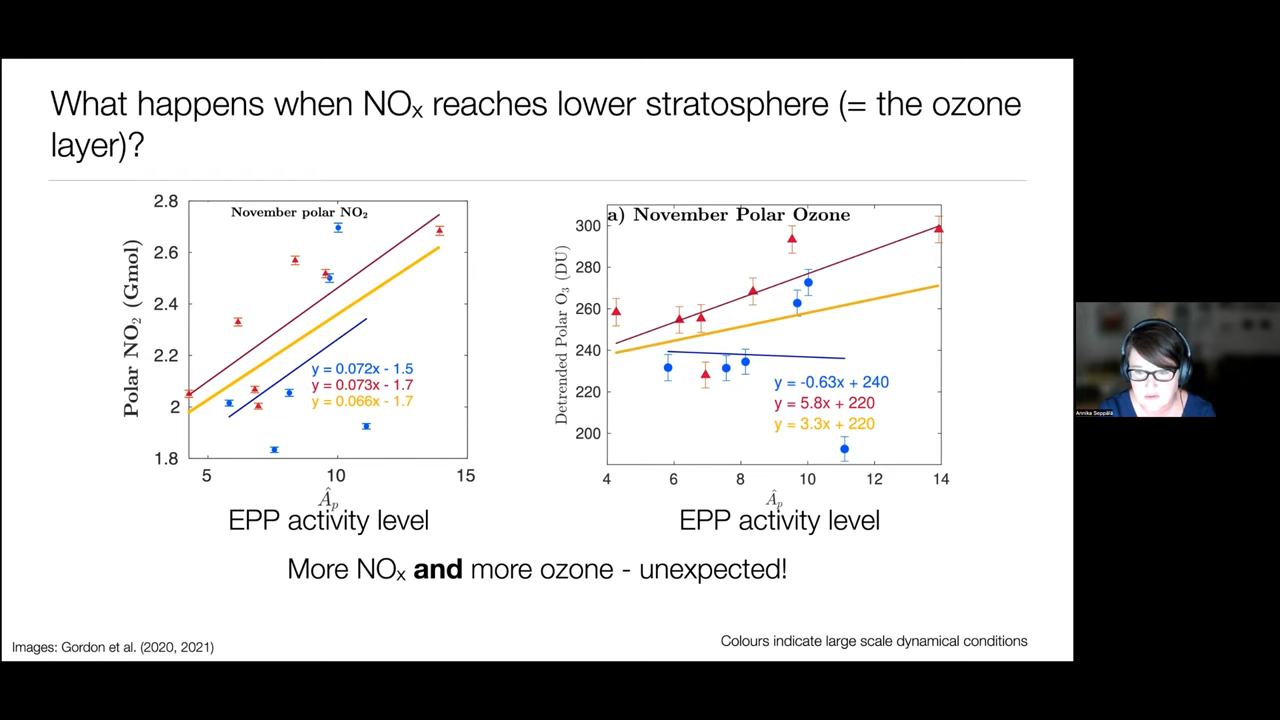 What happens when NOₓ reaches lower stratosphere (= the ozone
layer)?
November polar NO₂
Polar NO₂ (Gmol)
2.8
2.6
2.4
2.2
2
1.8
y = 0.072x - 1.5
y = 0.073x - 1.7
y = 0.066x - 1.7
5 10 15
Âₚ
EPP activity level
a) November Polar Ozone
Detrended Polar O₃ (DU)
300
280
260
240
220
200
y = -0.63x + 240
y = 5.8x + 220
y = 3.3x + 220
4 6 8 10 12 14
Âₚ
EPP activity level
More NOₓ and more ozone - unexpected!
Images: Gordon et al. (2020, 2021)
Colours indicate large scale dynamical conditions
Annika Seppälä